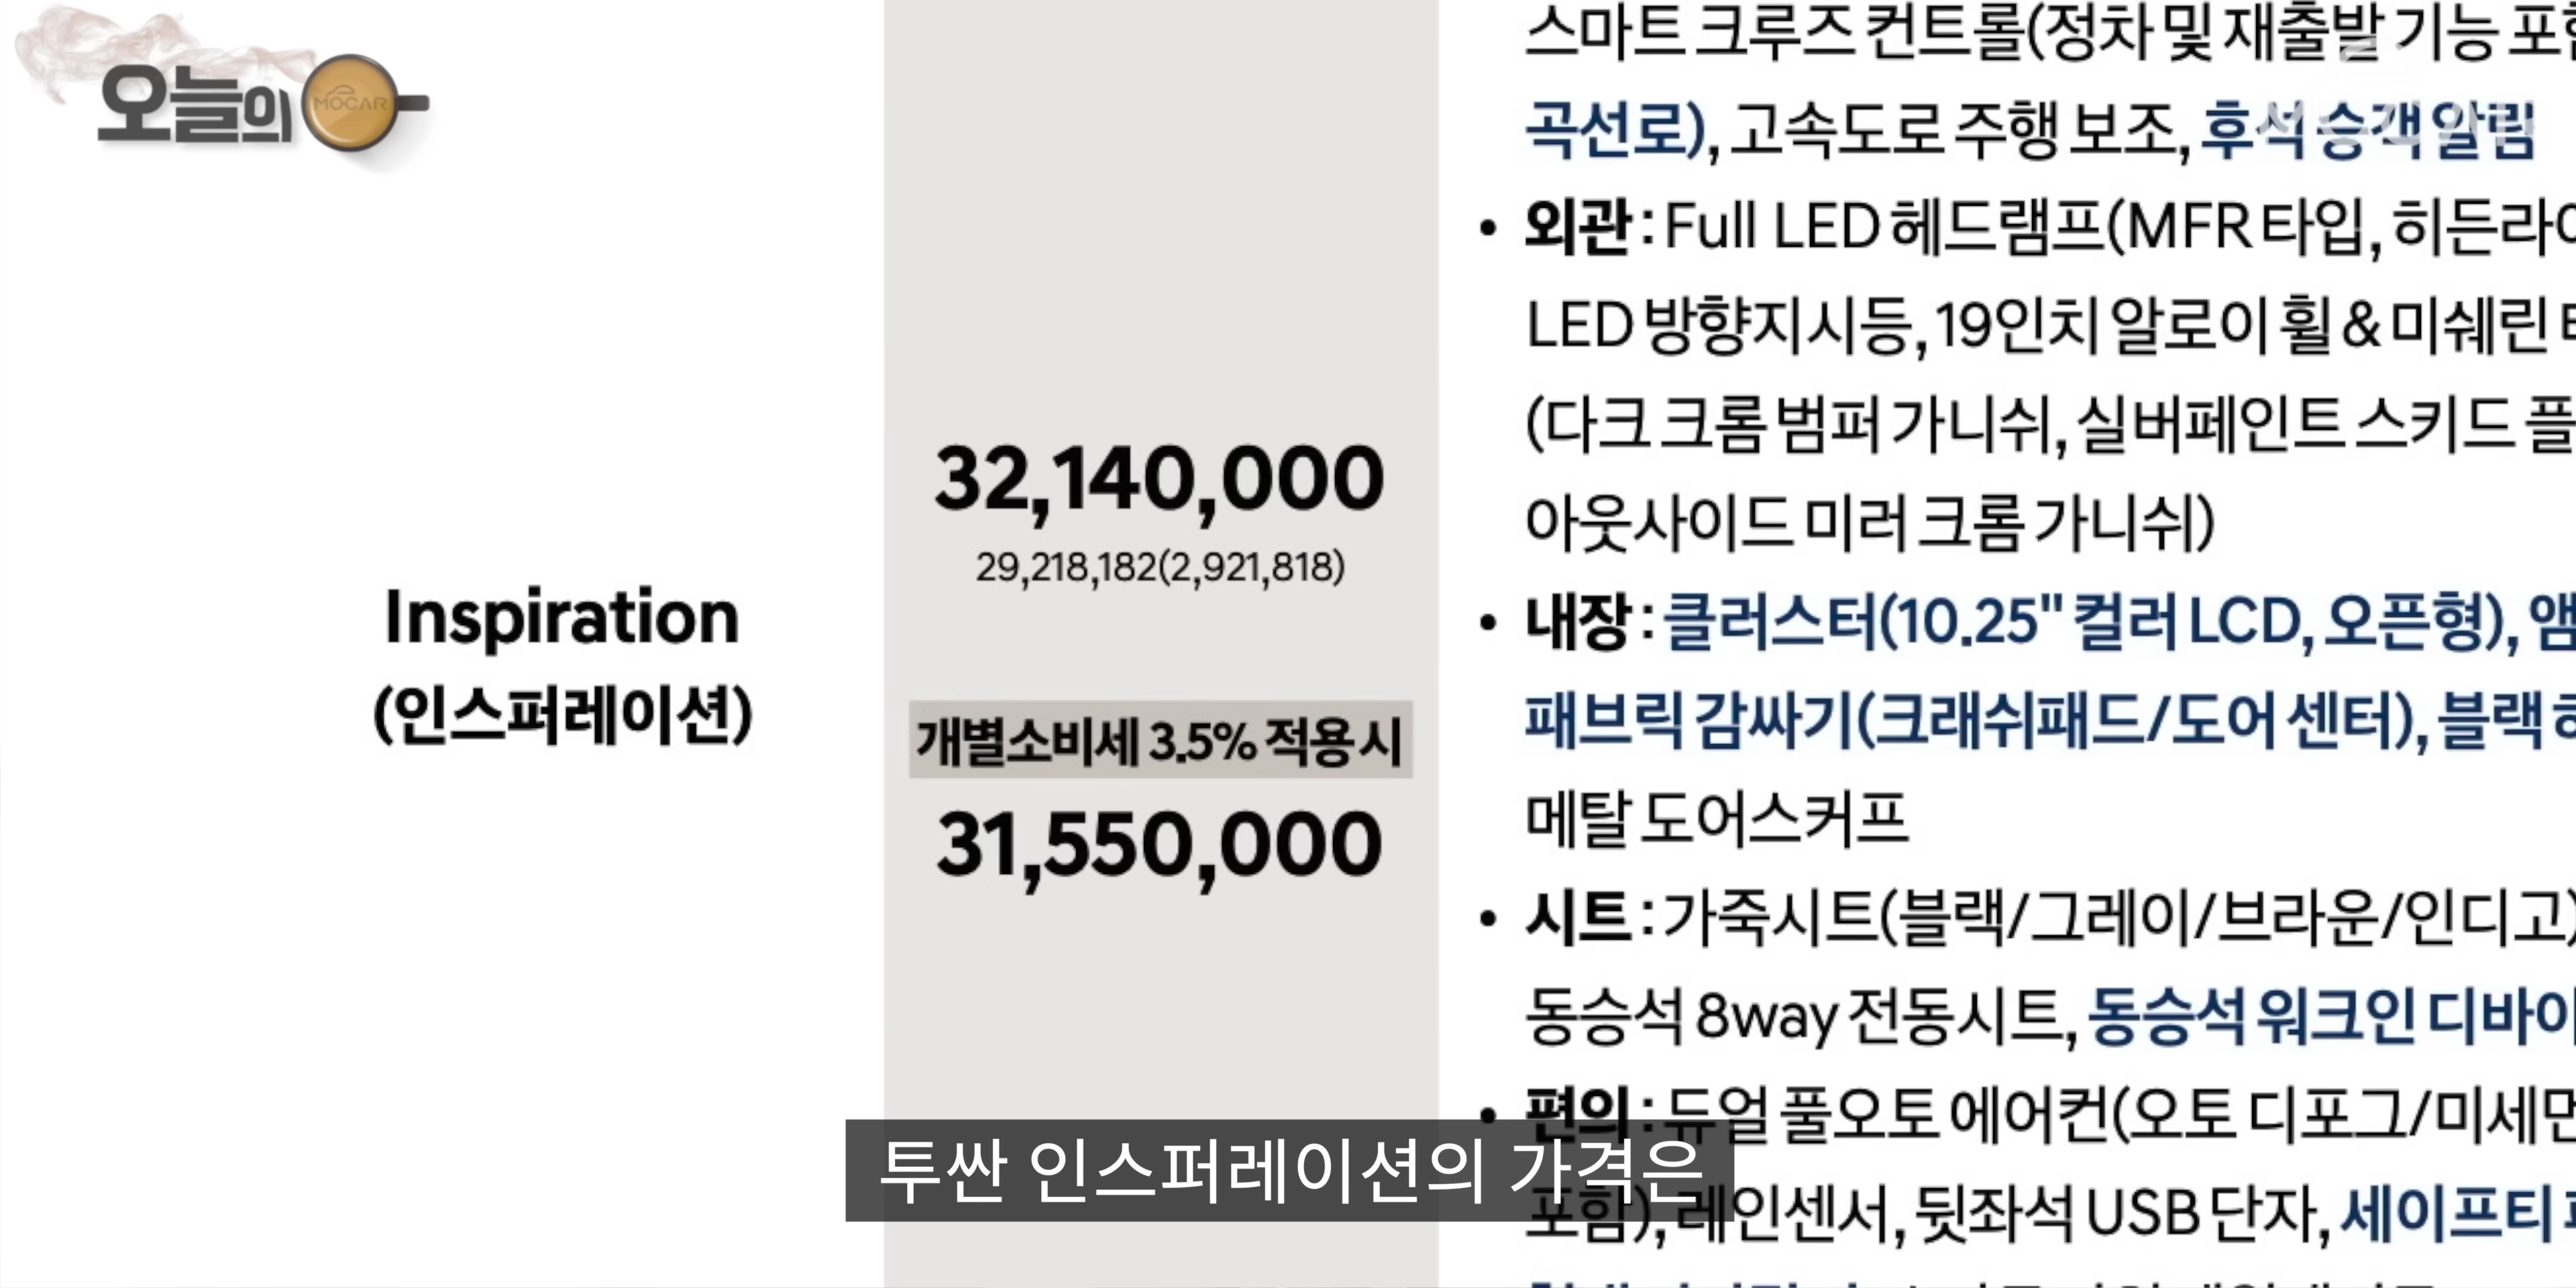 오늘의 MOCAR
Inspiration
(인스퍼레이션)
32,140,000
29,218,182(2,921,818)
개별소비세 3.5% 적용 시
31,550,000
스마트 크루즈 컨트롤(정차 및 재출발 기능
곡선로), 고속도로 주행 보조, 후석 승객 알림
• 외관 : Full LED 헤드램프(MFR 타입,
LED 방향지시등, 19인치 알로이 휠 & 미쉐린
(다크 크롬 범퍼 가니쉬, 실버페인트 스키드
아웃사이드 미러 크롬 가니쉬)
• 내장 : 클러스터(10.25" 컬러 LCD, 오픈형),
패브릭 감싸기(크래쉬패드/도어 센터), 블랙
메탈 도어스커프
• 시트 : 가죽시트(블랙/그레이/브라운/인디고)
동승석 8way 전동시트, 동승석 워크인
• 편의 : 듀얼 풀오토 에어컨(오토 디포그/
포함), 레인센서, 뒷좌석 USB 단자, 세이프티
투싼 인스퍼레이션의 가격은